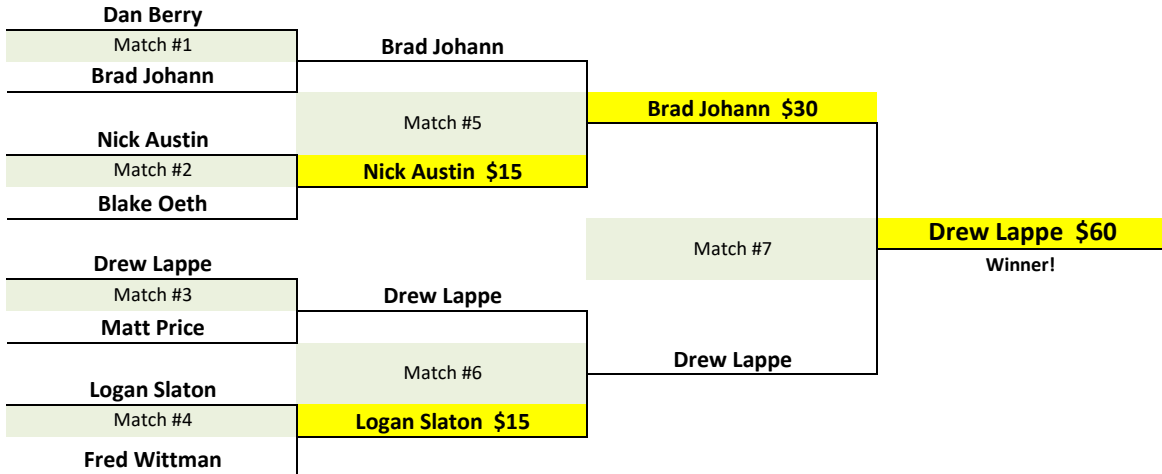 Dan Berry
Match #1
Brad Johann
Brad Johann
Match #5
Brad Johann $30
Nick Austin
Match #2
Nick Austin $15
Blake Oeth
Match #7
Drew Lappe $60
Winner!
Drew Lappe
Match #3
Drew Lappe
Matt Price
Match #6
Drew Lappe
Logan Slaton
Match #4
Logan Slaton $15
Fred Wittman